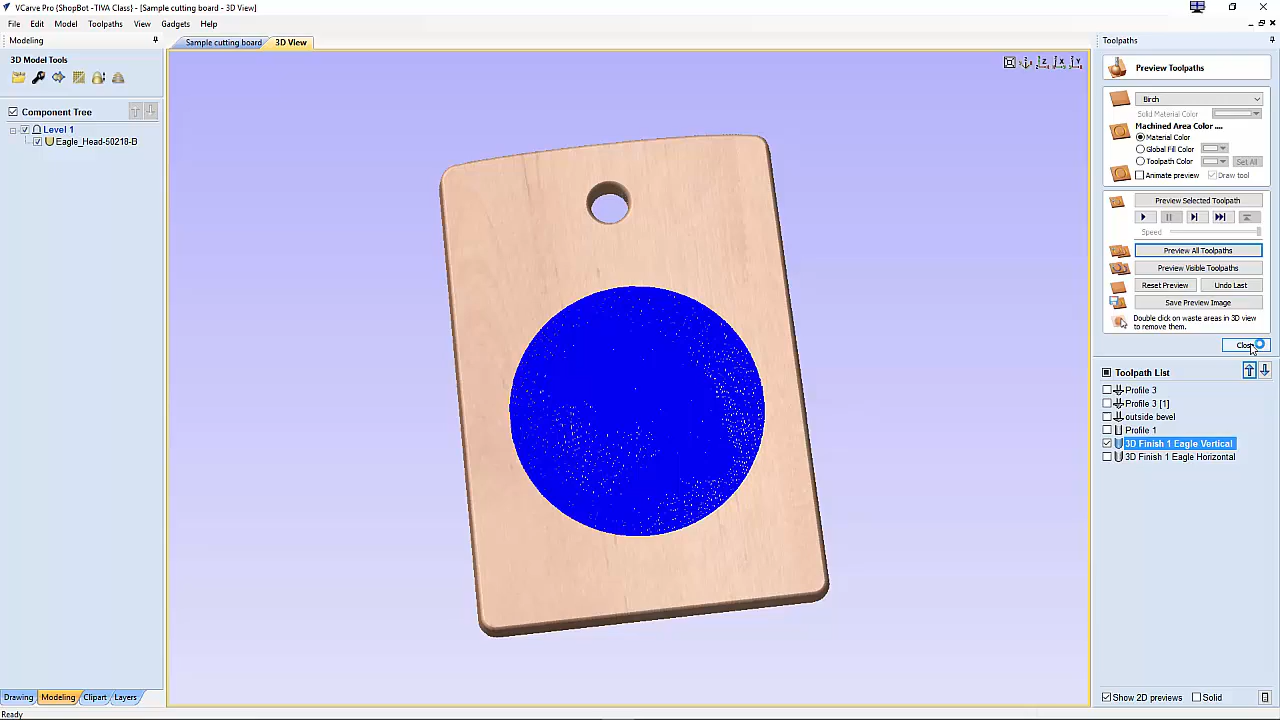 VCarve Pro {ShopBot -TIVA Class} - [Sample cutting board - 3D View]
File Edit Model Toolpaths View Gadgets Help
Modeling
Sample cutting board 3D View
Toolpaths
3D Model Tools
Component Tree
Level 1
Eagle_Head-50218-B
Preview Toolpaths
Birch
Solid Material Color
Machined Area Color ....
Material Color
Global Fill Color
Toolpath Color Set All
Animate preview Draw tool
Preview Selected Toolpath
Speed
Preview All Toolpaths
Preview Visible Toolpaths
Reset Preview Undo Last
Save Preview Image
Double click on waste areas in 3D view
to remove them.
Toolpath List
Profile 3
Profile 3 [1]
outside bevel
Profile 1
3D Finish 1 Eagle Vertical
3D Finish 1 Eagle Horizontal
Drawing Modeling Clipart Layers
Show 2D previews Solid
Ready